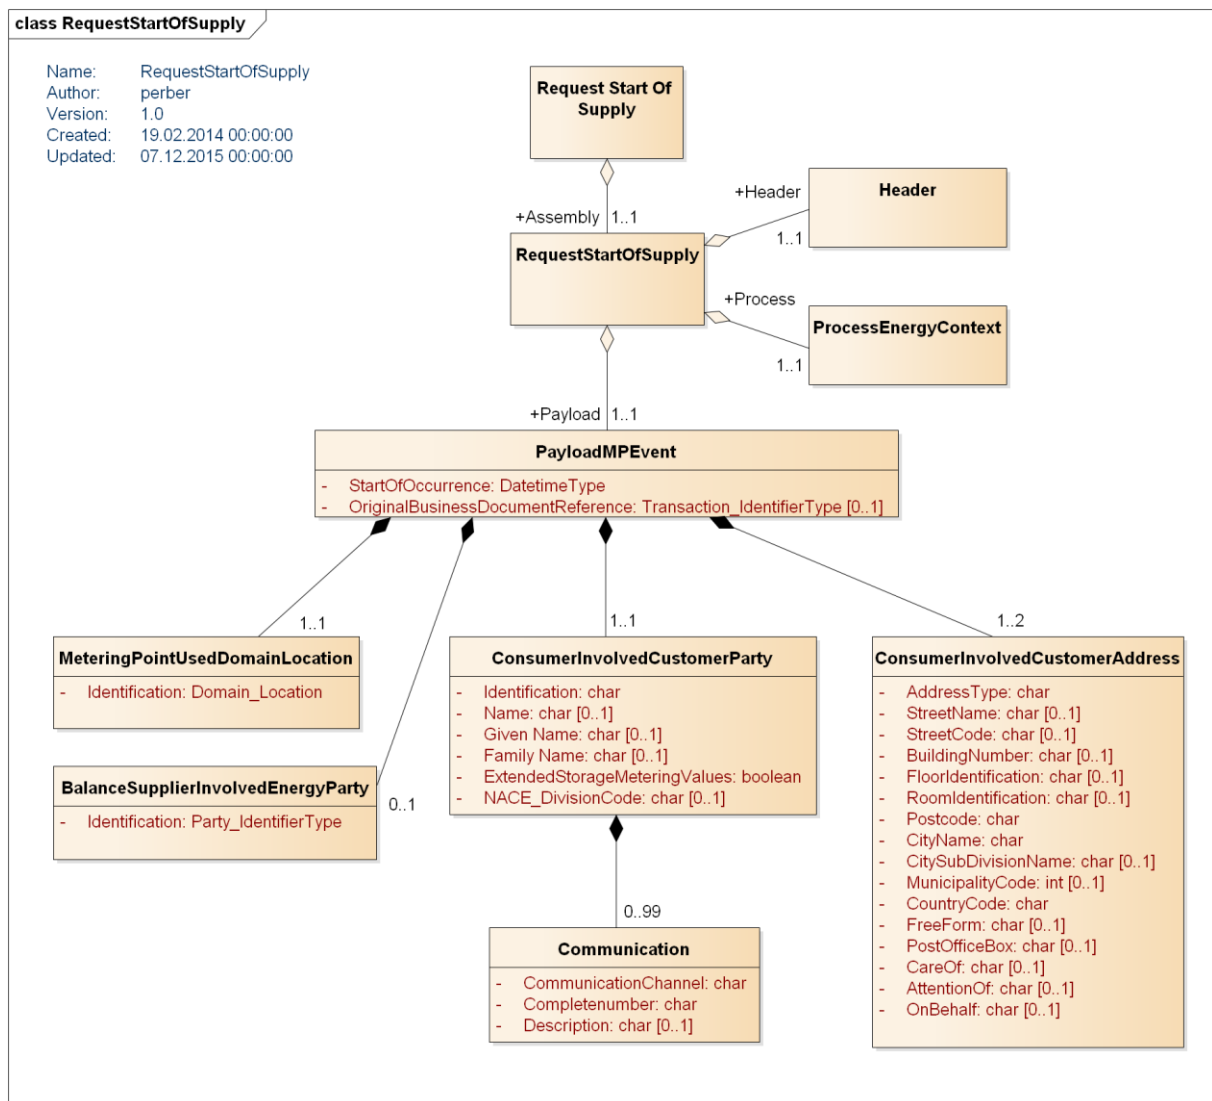 class RequestStartOfSupply
Name: RequestStartOfSupply
Author: perber
Version: 1.0
Created: 19.02.2014 00:00:00
Updated: 07.12.2015 00:00:00
Request Start Of
Supply
+Assembly 1..1
RequestStartOfSupply
+Header
1..1
Header
+Process
1..1
ProcessEnergyContext
+Payload 1..1
PayloadMPEvent
- StartOfOccurrence: DatetimeType
- OriginalBusinessDocumentReference: Transaction_IdentifierType [0..1]
1..1
MeteringPointUsedDomainLocation
- Identification: Domain_Location
0..1
BalanceSupplierInvolvedEnergyParty
- Identification: Party_IdentifierType
1..1
ConsumerInvolvedCustomerParty
- Identification: char
- Name: char [0..1]
- Given Name: char [0..1]
- Family Name: char [0..1]
- ExtendedStorageMeteringValues: boolean
- NACE_DivisionCode: char [0..1]
0..99
Communication
- CommunicationChannel: char
- Completenumber: char
- Description: char [0..1]
1..2
ConsumerInvolvedCustomerAddress
- AddressType: char
- StreetName: char [0..1]
- StreetCode: char [0..1]
- BuildingNumber: char [0..1]
- FloorIdentification: char [0..1]
- RoomIdentification: char [0..1]
- Postcode: char
- CityName: char
- CitySubDivisionName: char [0..1]
- MunicipalityCode: int [0..1]
- CountryCode: char
- FreeForm: char [0..1]
- PostOfficeBox: char [0..1]
- CareOf: char [0..1]
- AttentionOf: char [0..1]
- OnBehalf: char [0..1]